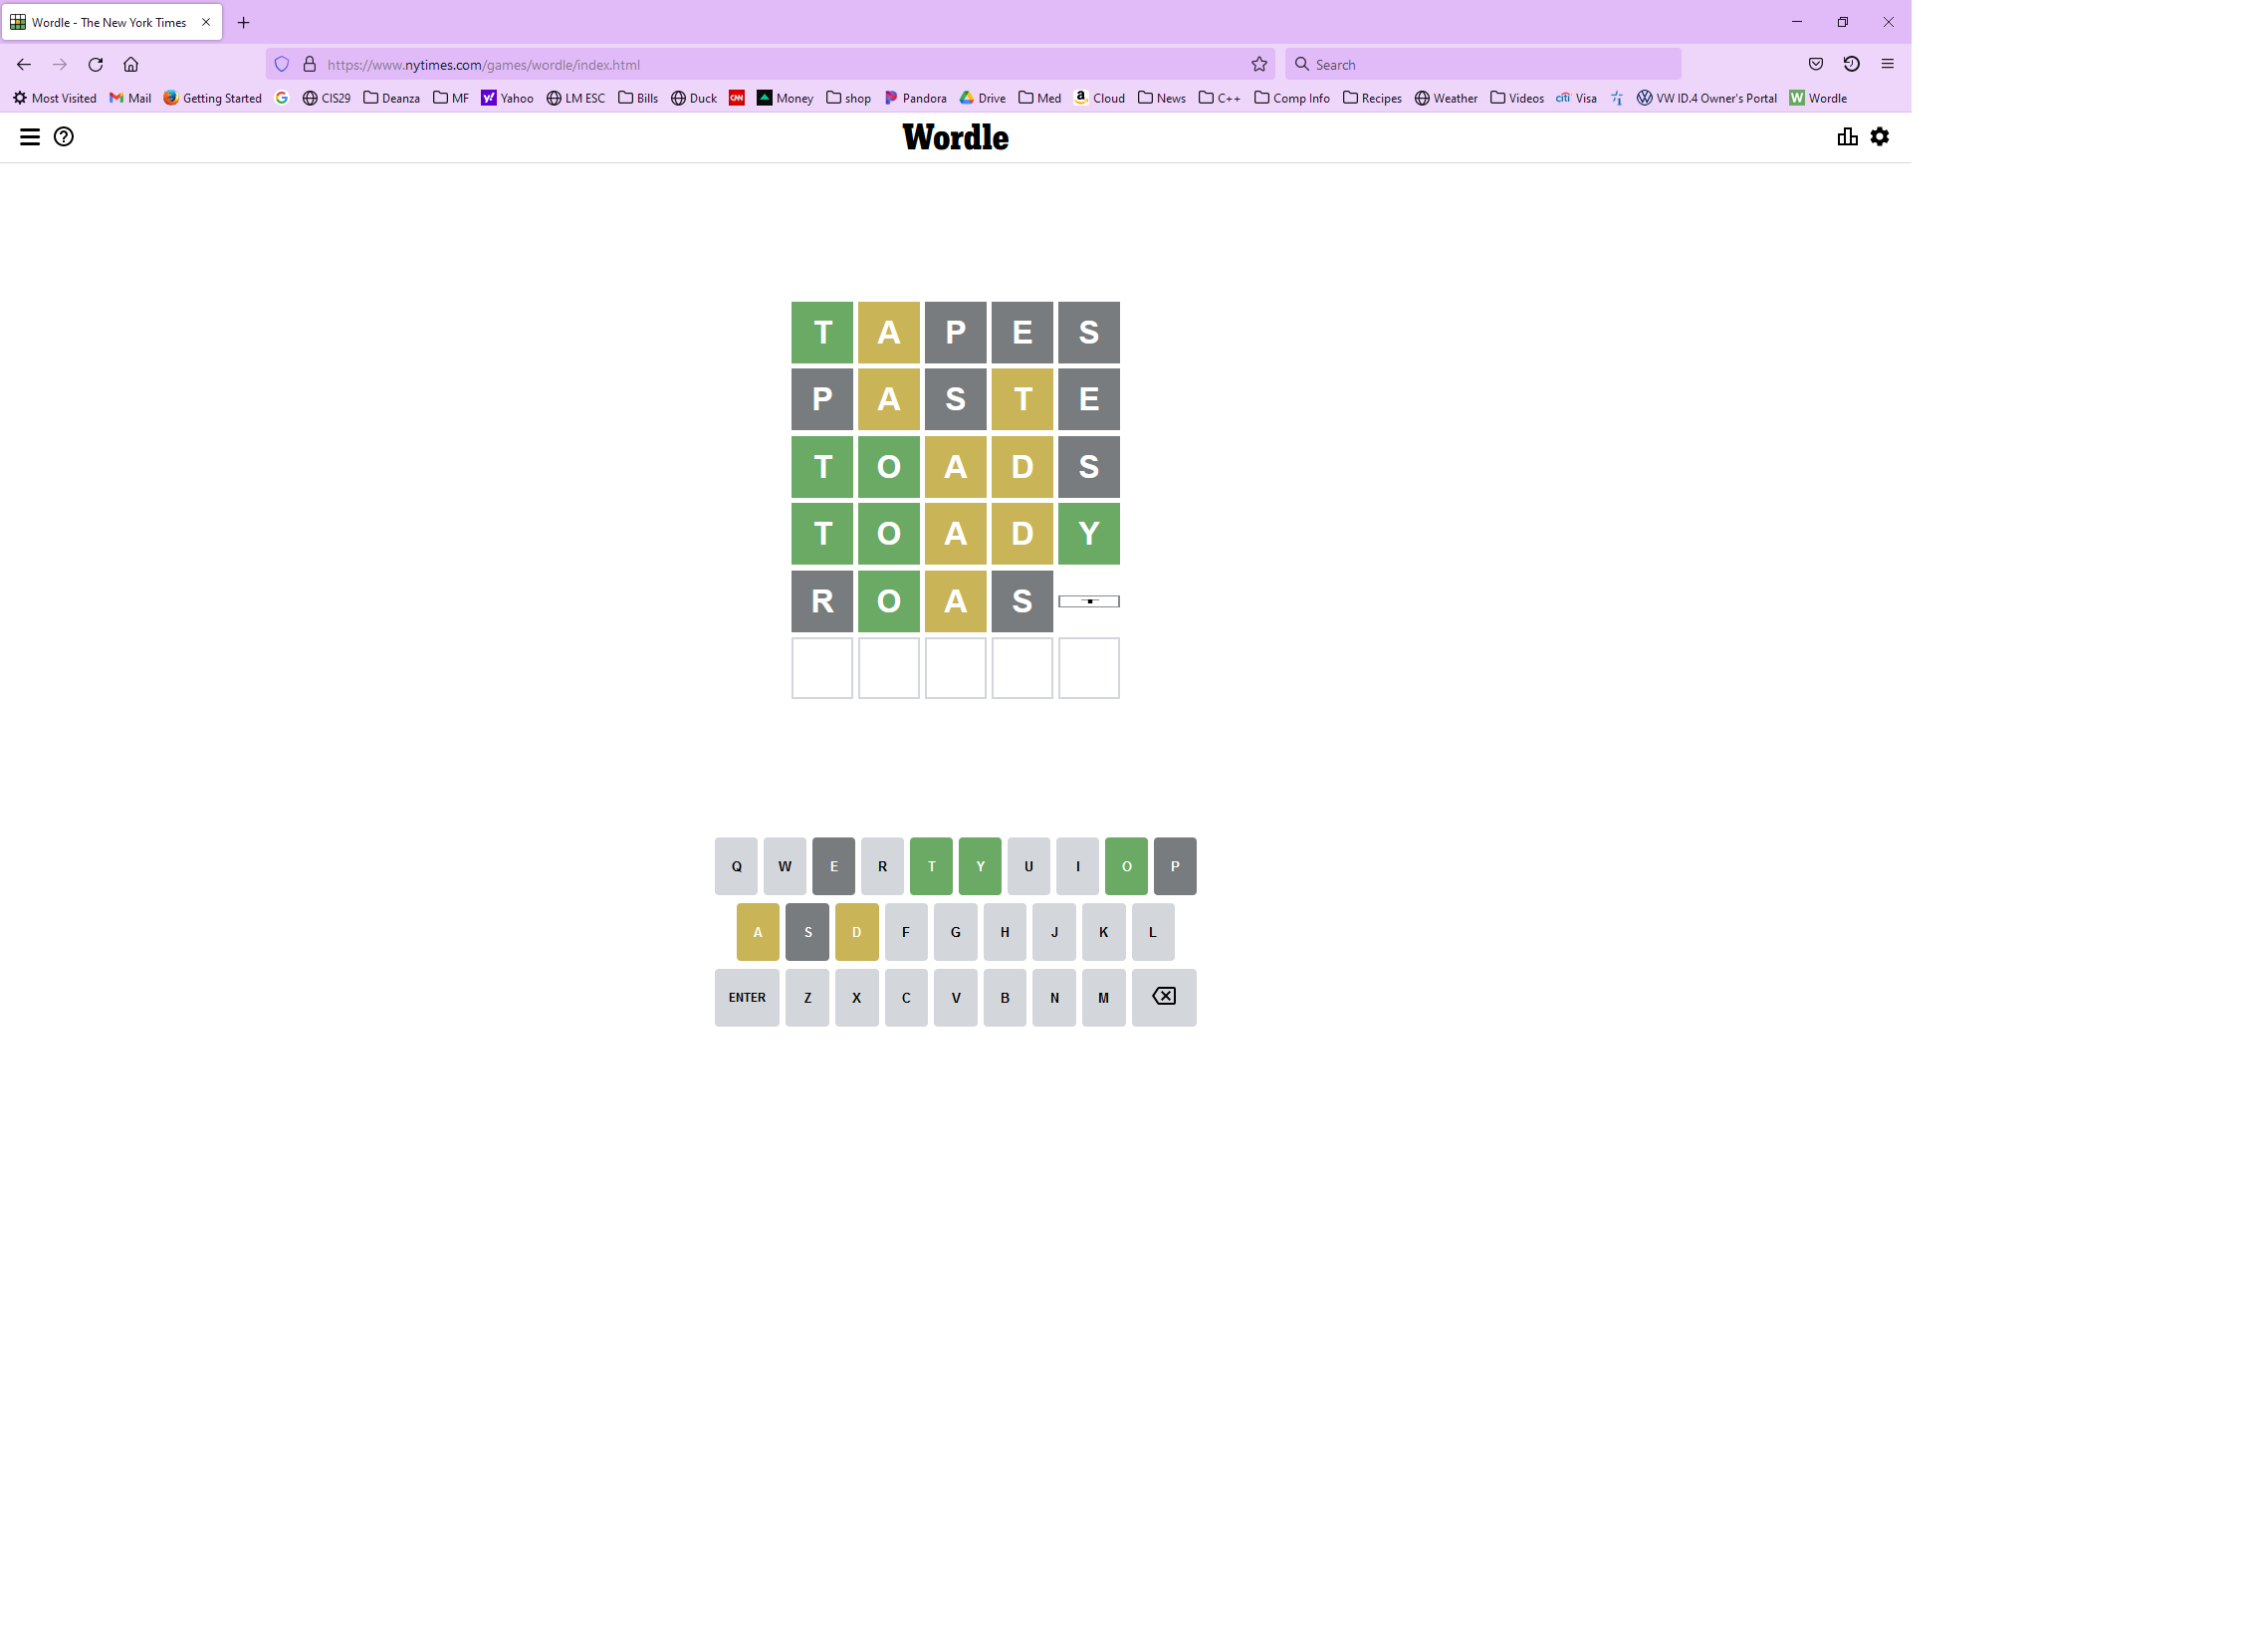 Wordle - The New York Times
https://www.nytimes.com/games/wordle/index.html
Search
Most Visited Mail Getting Started CIS29 Deanza MF Yahoo LM ESC Bills Duck Money shop Pandora Drive Med Cloud News C++ Comp Info Recipes Weather Videos Visa VW ID.4 Owner's Portal Wordle
Wordle
T A P E S
P A S T E
T O A D S
T O A D Y
R O A S
Q W E R T Y U I O P
A S D F G H J K L
ENTER Z X C V B N M